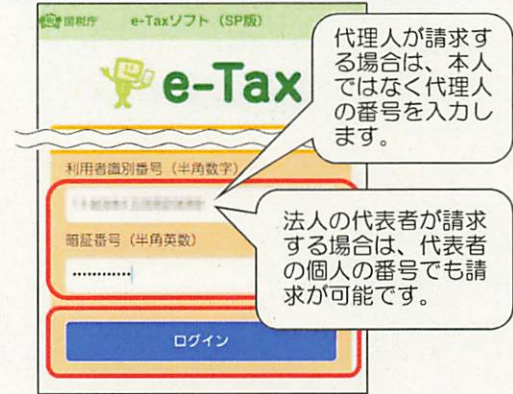 国税庁 e-Taxソフト（SP版）
e-Tax
代理人が請求す
る場合は、本人
ではなく代理人
の番号を入力し
ます。
利用者識別番号（半角数字）
法人の代表者が請求
する場合は、代表者
の個人の番号でも請
求が可能です。
暗証番号（半角英数）
••••••••••••
ログイン